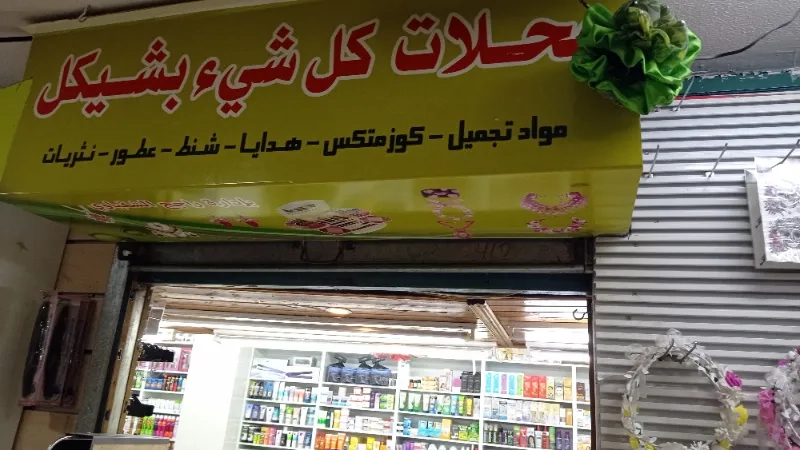 محلات كل شيء بشيكل
مواد تجميل - كوزمتكس - هدايا - شنط - عطور - نثريات